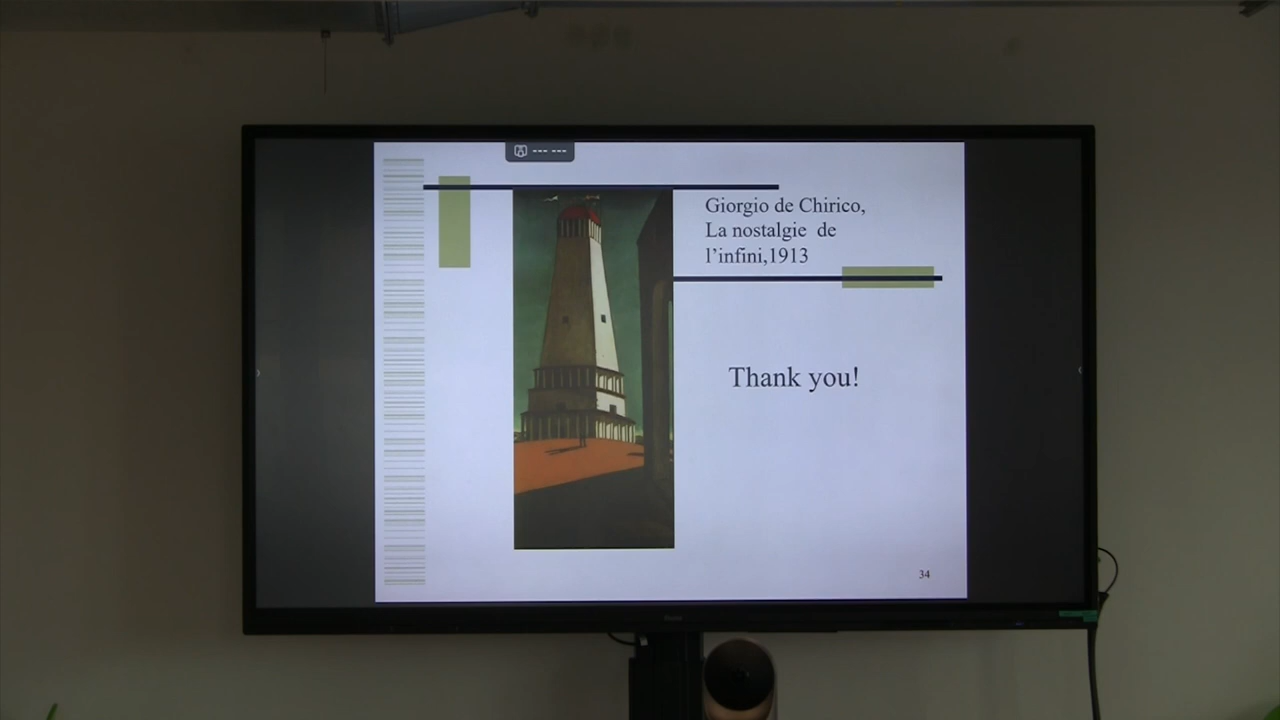 --- ---
Giorgio de Chirico,
La nostalgie de
l'infini,1913
Thank you!
34